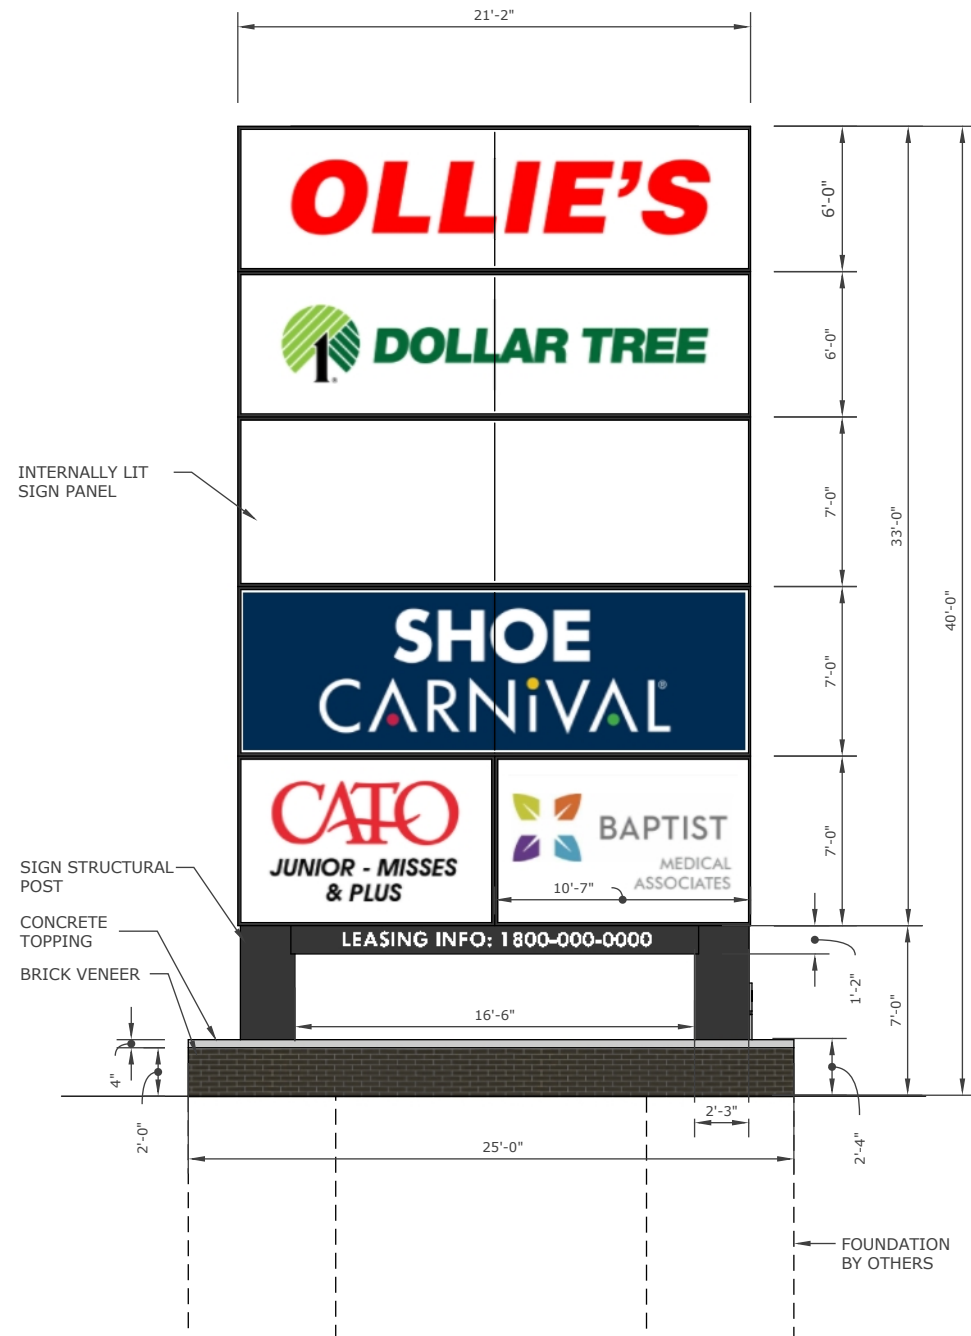 21'-2"
OLLIE'S
6'-0"
1® DOLLAR TREE
6'-0"
INTERNALLY LIT
SIGN PANEL
7'-0"
33'-0"
40'-0"
SHOE
CARNiVAL®
7'-0"
CATO
JUNIOR - MISSES
& PLUS
BAPTIST
MEDICAL
ASSOCIATES
10'-7"
7'-0"
SIGN STRUCTURAL
POST
CONCRETE
TOPPING
BRICK VENEER
LEASING INFO: 1800-000-0000
1'-2"
7'-0"
16'-6"
4"
2'-0"
2'-3"
2'-4"
25'-0"
FOUNDATION
BY OTHERS